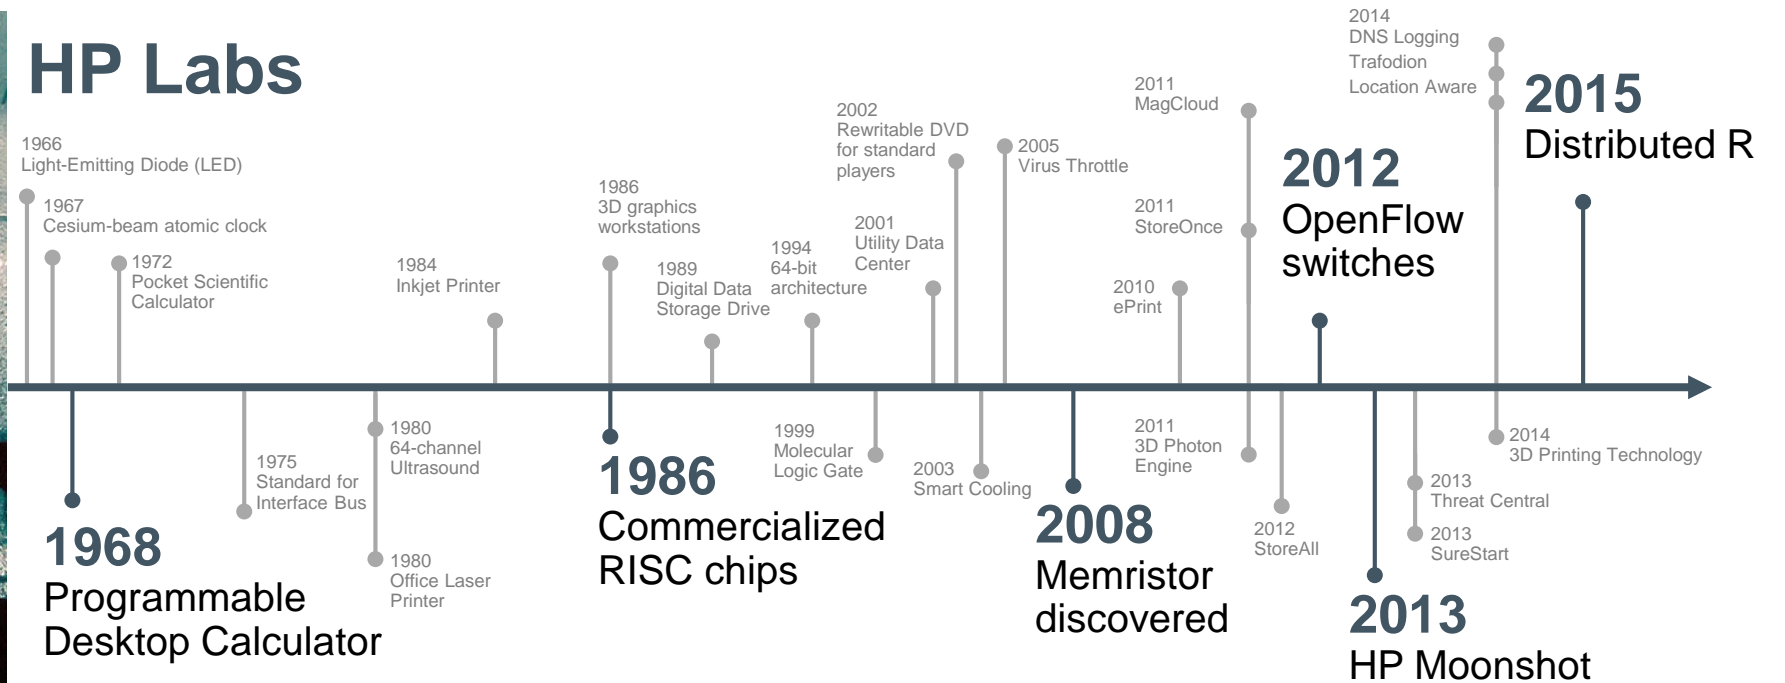 HP Labs
1966
Light-Emitting Diode (LED)
1967
Cesium-beam atomic clock
1972
Pocket Scientific
Calculator
1984
Inkjet Printer
1986
3D graphics
workstations
1989
Digital Data
Storage Drive
1994
64-bit
architecture
2001
Utility Data
Center
2002
Rewritable DVD
for standard
players
2005
Virus Throttle
2010
ePrint
2011
MagCloud
2011
StoreOnce
2012
OpenFlow
switches
2014
DNS Logging
Trafodion
Location Aware
2015
Distributed R
1968
Programmable
Desktop Calculator
1975
Standard for
Interface Bus
1980
64-channel
Ultrasound
1980
Office Laser
Printer
1986
Commercialized
RISC chips
1999
Molecular
Logic Gate
2003
Smart Cooling
2008
Memristor
discovered
2011
3D Photon
Engine
2012
StoreAll
2013
HP Moonshot
2013
Threat Central
2013
SureStart
2014
3D Printing Technology